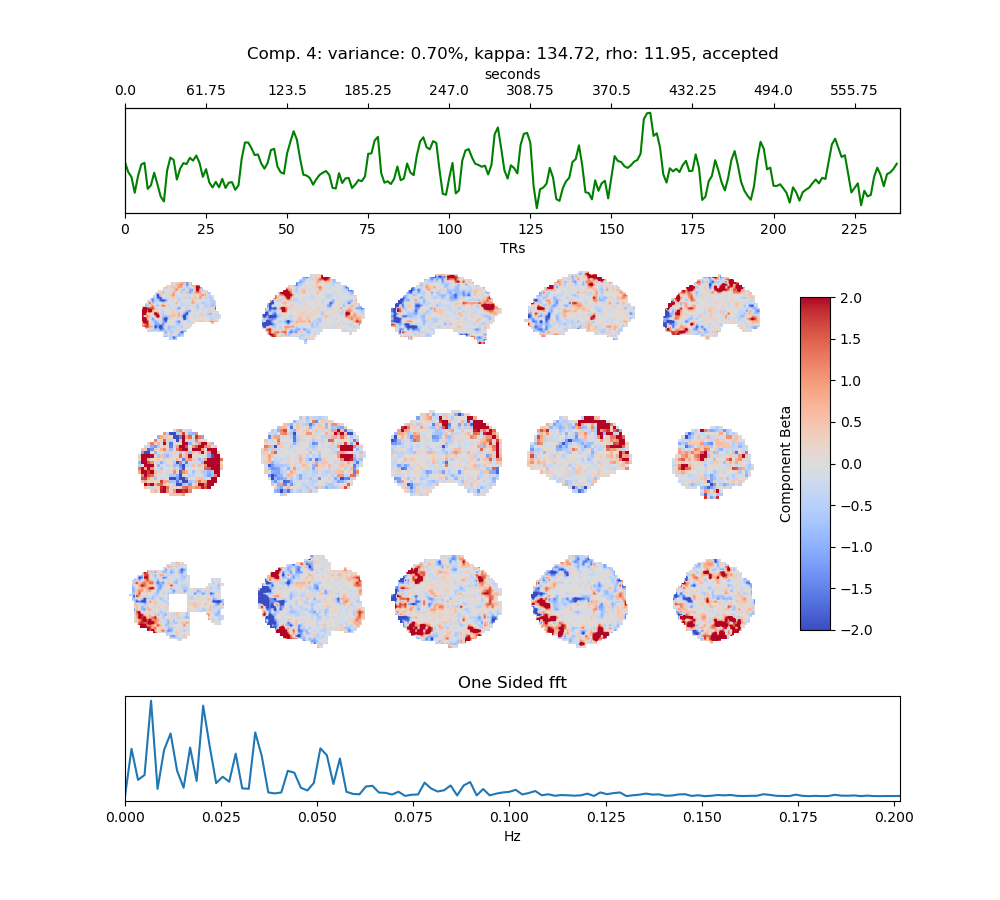 Comp. 4: variance: 0.70%, kappa: 134.72, rho: 11.95, accepted
seconds
0.0 61.75 123.5 185.25 247.0 308.75 370.5 432.25 494.0 555.75
0 25 50 75 100 125 150 175 200 225
TRs
2.0
1.5
1.0
0.5
0.0
−0.5
−1.0
−1.5
−2.0
Component Beta
One Sided fft
0.000 0.025 0.050 0.075 0.100 0.125 0.150 0.175 0.200
Hz